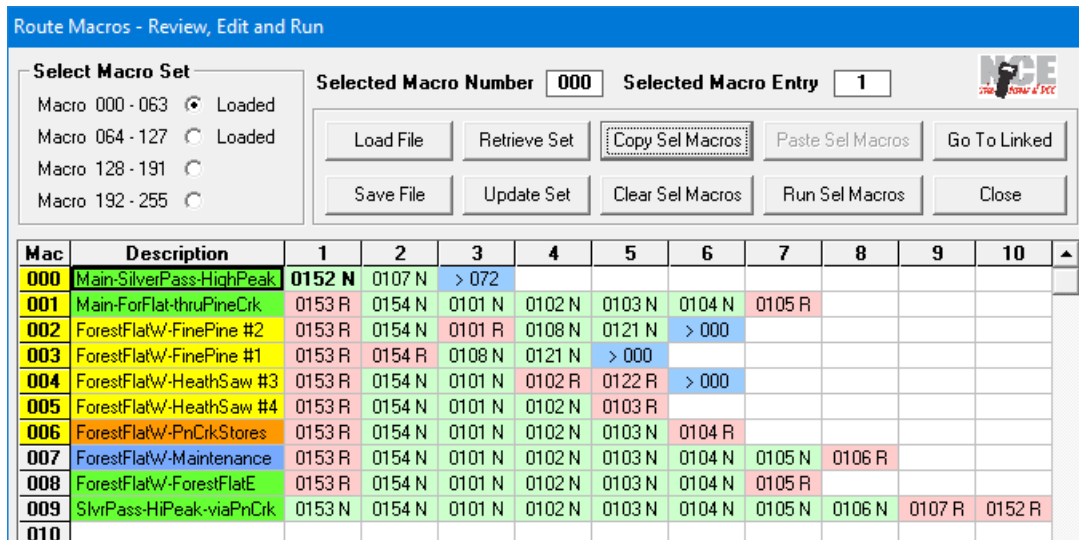 Route Macros - Review, Edit and Run
Select Macro Set
Selected Macro Number 000 Selected Macro Entry 1
NCE
Macro 000 - 063 Loaded
Macro 064 - 127 Loaded
Macro 128 - 191
Macro 192 - 255
Load File Retrieve Set Copy Sel Macros Paste Sel Macros Go To Linked
Save File Update Set Clear Sel Macros Run Sel Macros Close
Mac Description 1 2 3 4 5 6 7 8 9 10
000 Main-SilverPass-HighPeak 0152 N 0107 N > 072
001 Main-ForFlat-thruPineCrk 0153 R 0154 N 0101 N 0102 N 0103 N 0104 N 0105 R
002 ForestFlatW-FinePine #2 0153 R 0154 N 0101 R 0108 N 0121 N > 000
003 ForestFlatW-FinePine #1 0153 R 0154 R 0108 N 0121 N > 000
004 ForestFlatW-HeathSaw #3 0153 R 0154 N 0101 N 0102 R 0122 R > 000
005 ForestFlatW-HeathSaw #4 0153 R 0154 N 0101 N 0102 N 0103 R
006 ForestFlatW-PnCrkStores 0153 R 0154 N 0101 N 0102 N 0103 N 0104 R
007 ForestFlatW-Maintenance 0153 R 0154 N 0101 N 0102 N 0103 N 0104 N 0105 N 0106 R
008 ForestFlatW-ForestFlatE 0153 R 0154 N 0101 N 0102 N 0103 N 0104 N 0105 R
009 SlvrPass-HiPeak-viaPnCrk 0153 N 0154 N 0101 N 0102 N 0103 N 0104 N 0105 N 0106 N 0107 R 0152 R
010